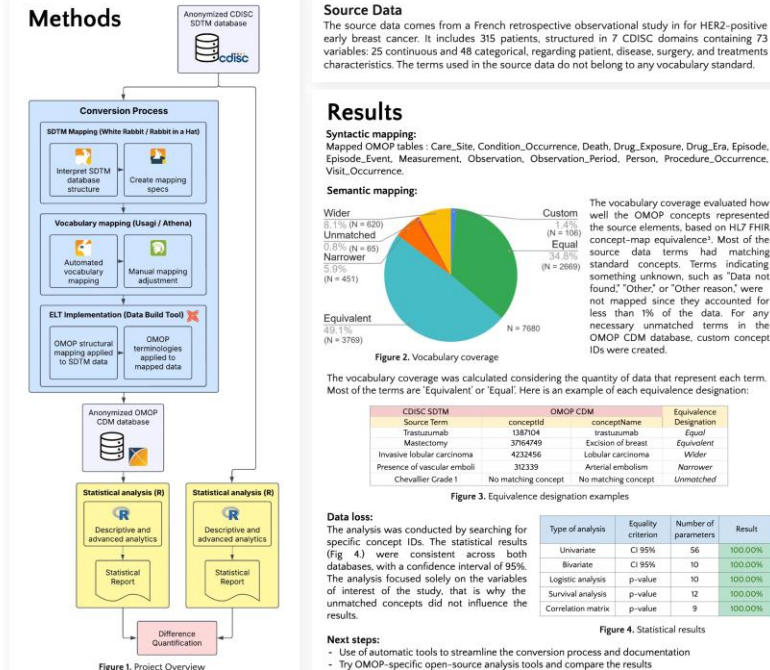 Methods
Anonymized CDISC
SDTM database
cdisc
Conversion Process
SDTM Mapping (White Rabbit / Rabbit in a Hat)
Interpret SDTM
database
structure
Create mapping
specs
Vocabulary mapping (Usagi / Athena)
Automated
vocabulary
mapping
Manual mapping
adjustment
ELT Implementation (Data Build Tool)
OMOP structural
mapping applied
to SDTM data
OMOP
terminologies
applied to
mapped data
Anonymized OMOP
CDM database
Statistical analysis (R)
R
Descriptive and
advanced analytics
Statistical
Report
Statistical analysis (R)
R
Descriptive and
advanced analytics
Statistical
Report
Difference
Quantification
Figure 1. Project Overview
Source Data
The source data comes from a French retrospective observational study in for HER2-positive
early breast cancer. It includes 315 patients, structured in 7 CDISC domains containing 73
variables: 25 continuous and 48 categorical, regarding patient, disease, surgery, and treatments
characteristics. The terms used in the source data do not belong to any vocabulary standard.
Results
Syntactic mapping:
Mapped OMOP tables : Care_Site, Condition_Occurrence, Death, Drug_Exposure, Drug_Era, Episode,
Episode_Event, Measurement, Observation, Observation_Period, Person, Procedure_Occurrence,
Visit_Occurrence.
Semantic mapping:
Wider
8.1% (N = 620)
Unmatched
0.8% (N = 65)
Narrower
5.9%
(N = 451)
Equivalent
49.1%
(N = 3769)
Custom
1.4%
(N = 106)
Equal
34.8%
(N = 2669)
N = 7680
Figure 2. Vocabulary coverage
The vocabulary coverage evaluated how
well the OMOP concepts represented
the source elements, based on HL7 FHIR
concept-map equivalence³. Most of the
source data terms had matching
standard concepts. Terms indicating
something unknown, such as "Data not
found," "Other," or "Other reason," were
not mapped since they accounted for
less than 1% of the data. For any
necessary unmatched terms in the
OMOP CDM database, custom concept
IDs were created.
The vocabulary coverage was calculated considering the quantity of data that represent each term.
Most of the terms are 'Equivalent' or 'Equal'. Here is an example of each equivalence designation:
CDISC SDTM OMOP CDM Equivalence
Source Term conceptId conceptName Designation
Trastuzumab 1387104 trastuzumab Equal
Mastectomy 37164749 Excision of breast Equivalent
Invasive lobular carcinoma 4232456 Lobular carcinoma Wider
Presence of vascular emboli 312339 Arterial embolism Narrower
Chevallier Grade 1 No matching concept No matching concept Unmatched
Figure 3. Equivalence designation examples
Data loss:
The analysis was conducted by searching for
specific concept IDs. The statistical results
(Fig 4.) were consistent across both
databases, with a confidence interval of 95%.
The analysis focused solely on the variables
of interest of the study, that is why the
unmatched concepts did not influence the
results.
Type of analysis Equality criterion Number of parameters Result
Univariate CI 95% 56 100.00%
Bivariate CI 95% 10 100.00%
Logistic analysis p-value 10 100.00%
Survival analysis p-value 12 100.00%
Correlation matrix p-value 9 100.00%
Figure 4. Statistical results
Next steps:
- Use of automatic tools to streamline the conversion process and documentation
- Try OMOP-specific open-source analysis tools and compare the results